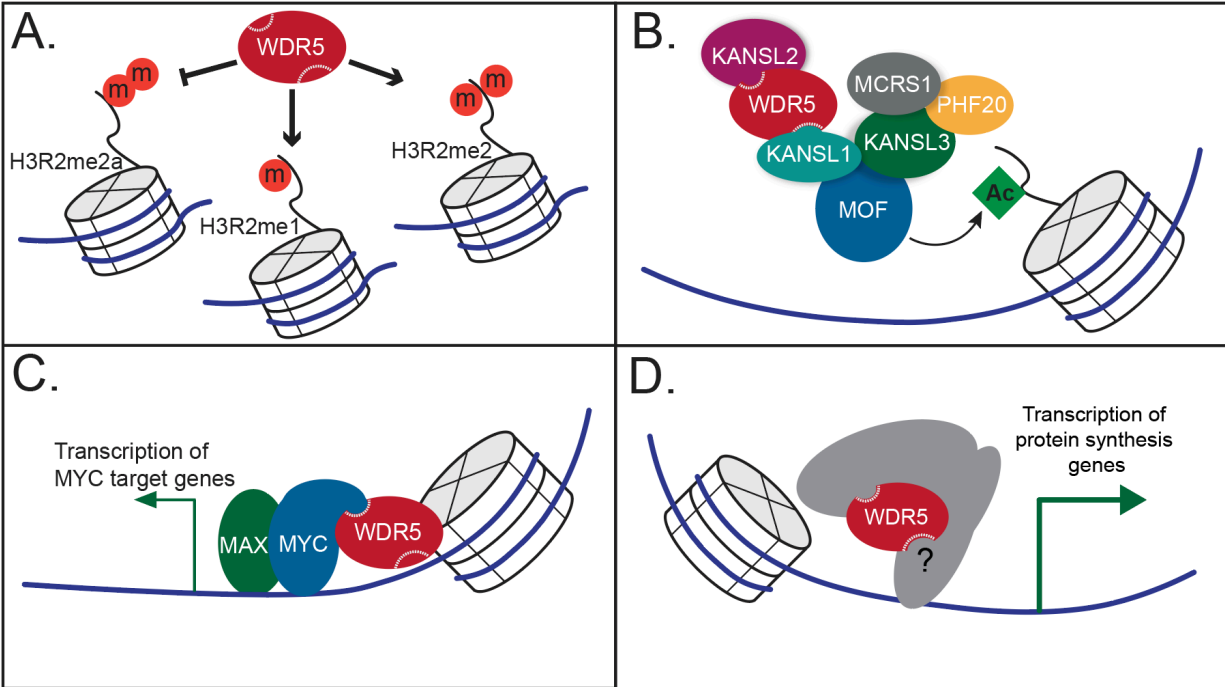 A.
WDR5
m
m
H3R2me2a
m
H3R2me1
m
m
H3R2me2
B.
KANSL2
WDR5
MCRS1
PHF20
KANSL1
KANSL3
MOF
Ac
C.
Transcription of
MYC target genes
MAX
MYC
WDR5
D.
Transcription of
protein synthesis
genes
WDR5
?